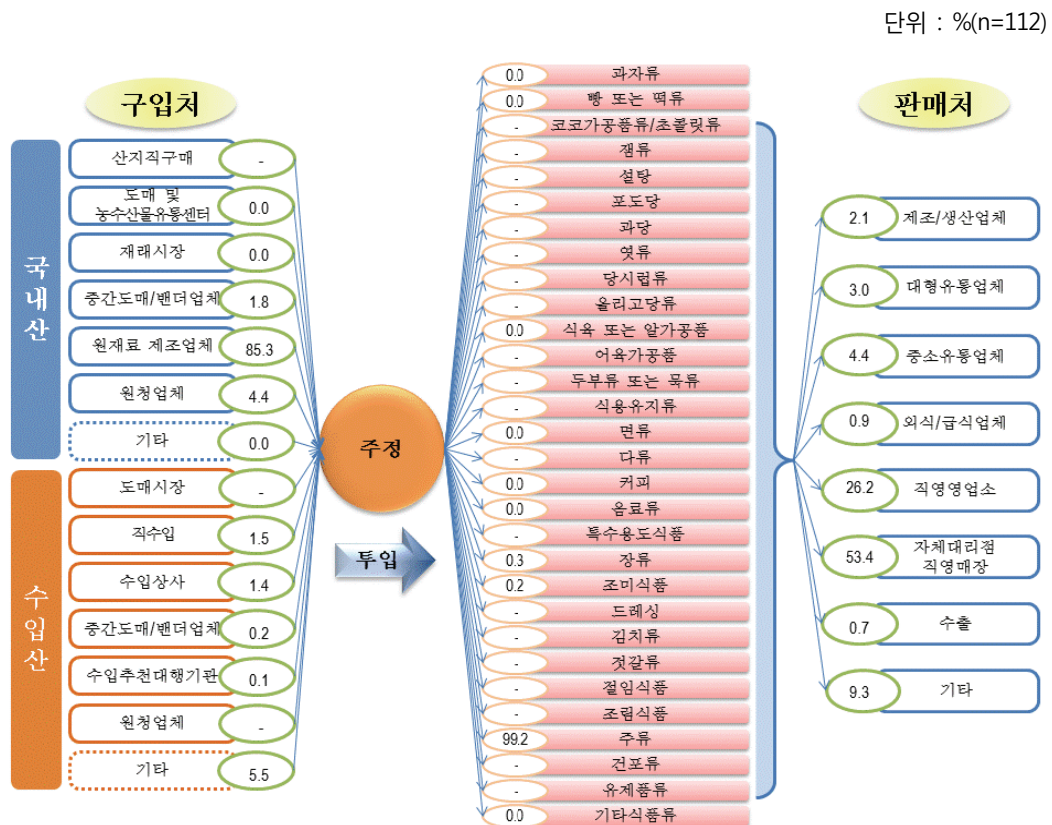 단위 : %(n=112)
구입처
국내산
산지직구매
-
도매 및
농수산물유통센터
0.0
재래시장
0.0
중간도매/밴더업체
1.8
원재료 제조업체
85.3
원청업체
4.4
기타
0.0
수입산
도매시장
-
직수입
1.5
수입상사
1.4
중간도매/밴더업체
0.2
수입추천대행기관
0.1
원청업체
-
기타
5.5
주정
투입
0.0 과자류
0.0 빵 또는 떡류
- 코코가공품류/초콜릿류
- 잼류
- 설탕
- 포도당
- 과당
- 엿류
- 당시럽류
- 올리고당류
0.0 식육 또는 알가공품
- 어육가공품
- 두부류 또는 묵류
- 식용유지류
0.0 면류
- 다류
0.0 커피
0.0 음료류
- 특수용도식품
0.3 장류
0.2 조미식품
- 드레싱
- 김치류
- 젓갈류
- 절임식품
- 조림식품
99.2 주류
- 건포류
- 유제품류
0.0 기타식품류
판매처
2.1 제조/생산업체
3.0 대형유통업체
4.4 중소유통업체
0.9 외식/급식업체
26.2 직영영업소
53.4 자체대리점
직영매장
0.7 수출
9.3 기타